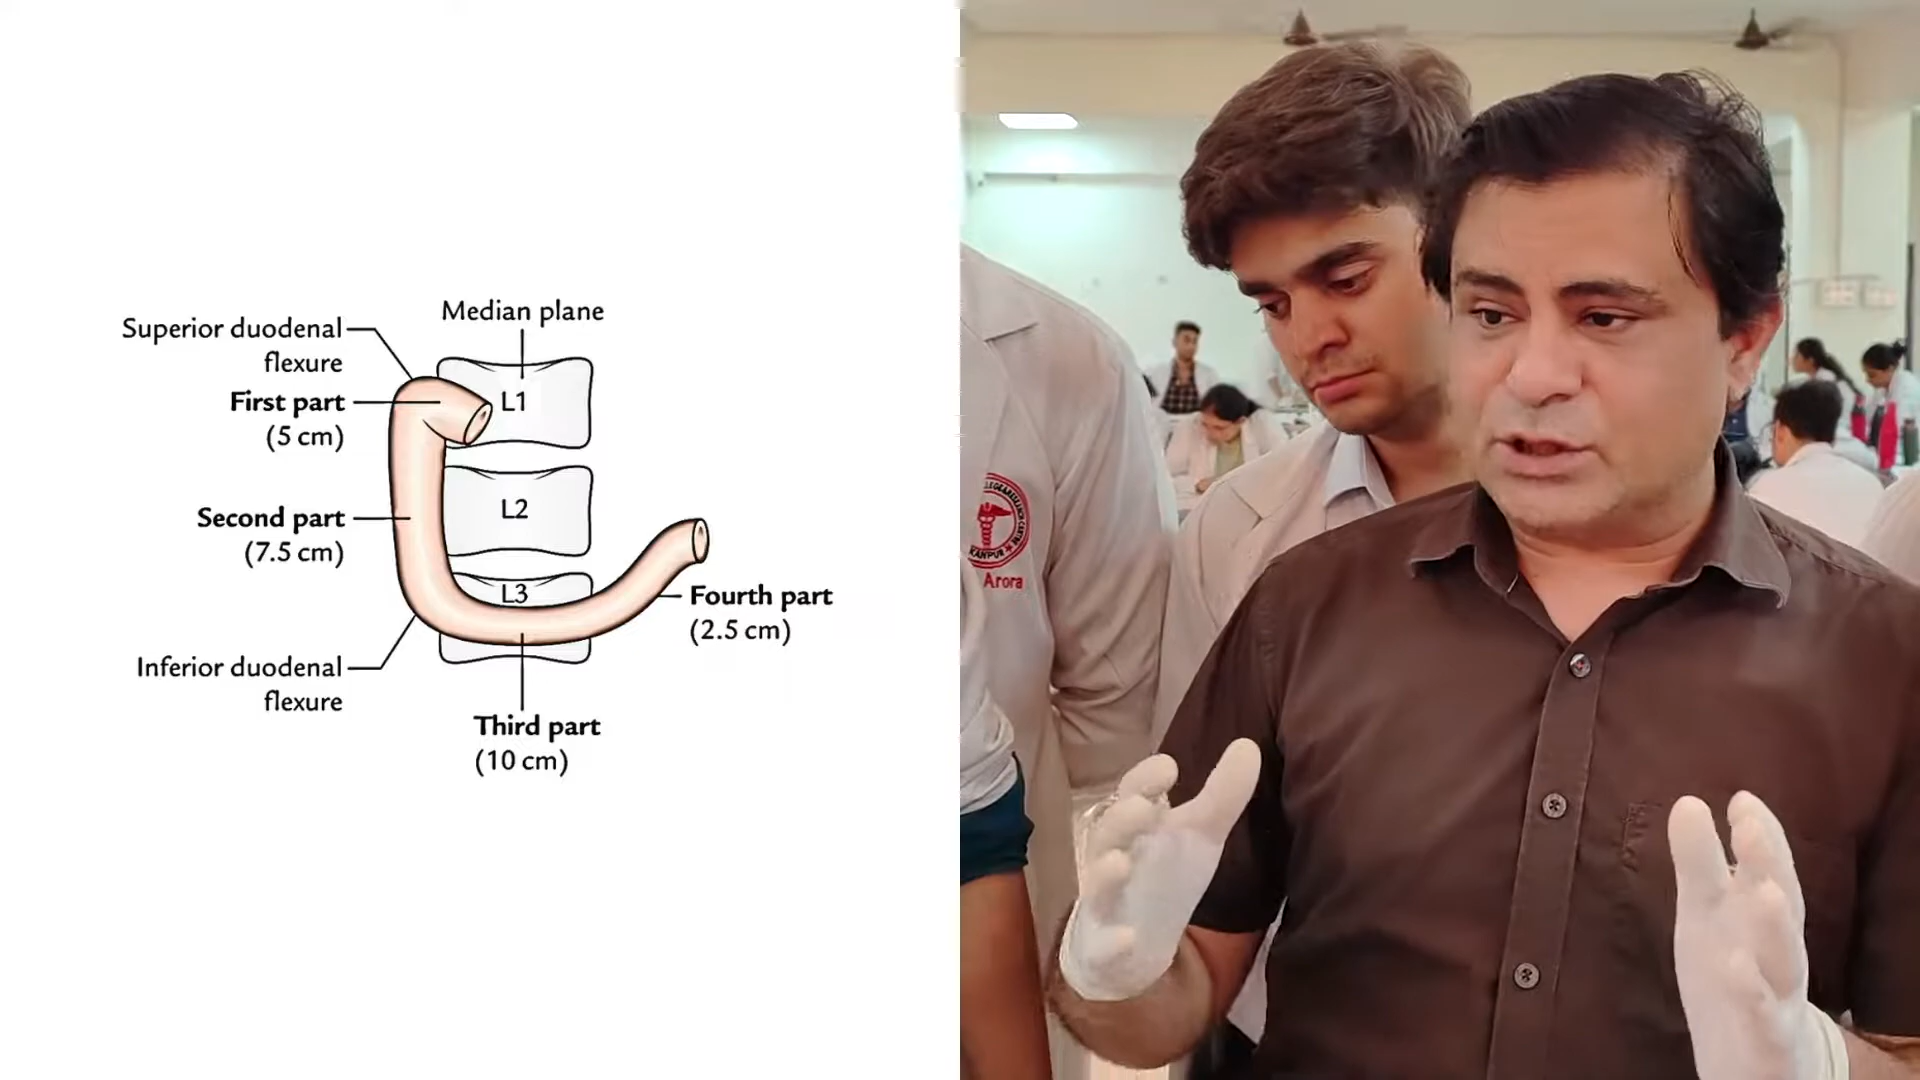 Superior duodenal
flexure
Median plane
First part
(5 cm)
L1
Second part
(7.5 cm)
L2
L3
Fourth part
(2.5 cm)
Inferior duodenal
flexure
Third part
(10 cm)
KANPUR
Arora